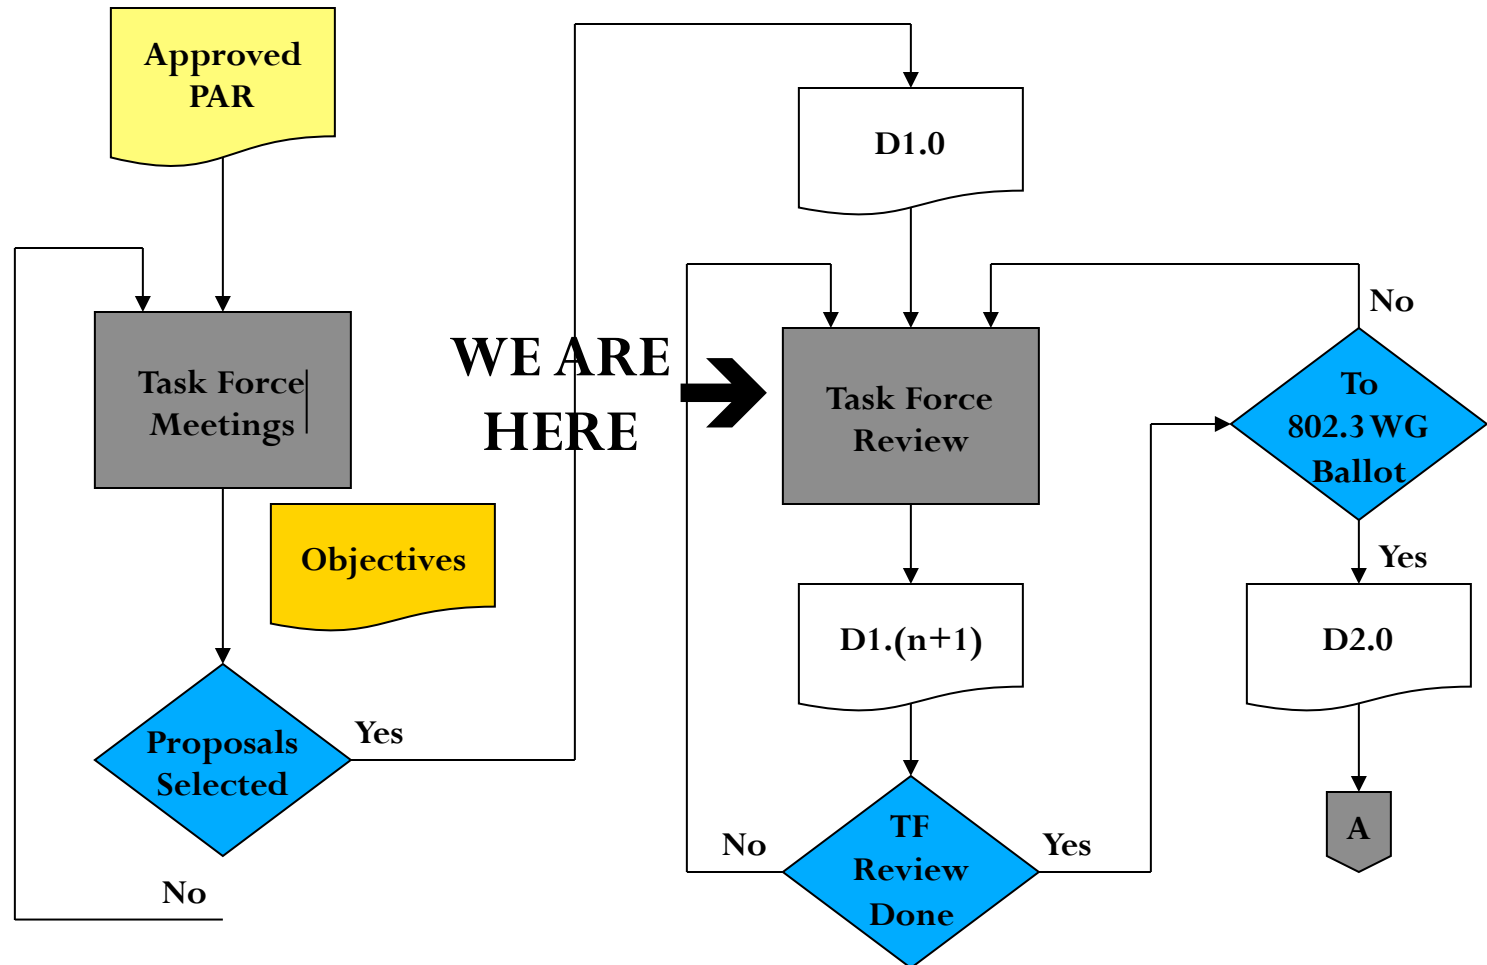 Approved
PAR
Task Force
Meetings
Objectives
Proposals
Selected
Yes
No
WE ARE
HERE
D1.0
Task Force
Review
D1.(n+1)
TF
Review
Done
No
Yes
To
802.3 WG
Ballot
No
Yes
D2.0
A